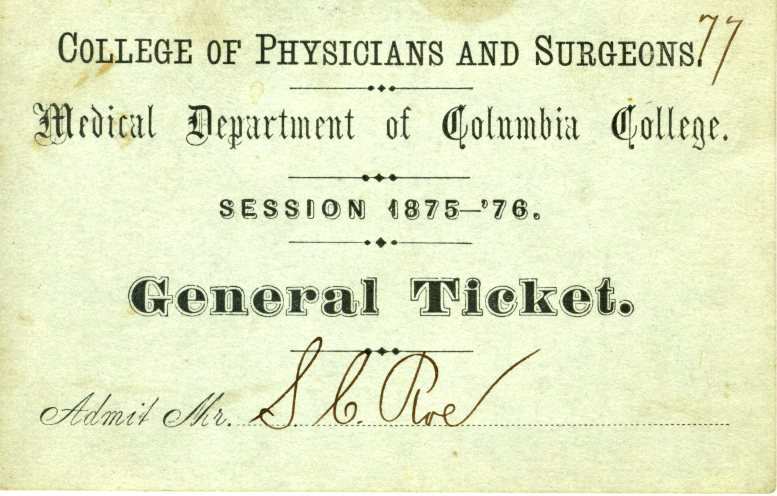 77
COLLEGE OF PHYSICIANS AND SURGEONS.
Medical Department of Columbia College.
SESSION 1875-'76.
General Ticket.
Admit Mr. S. C. Roe